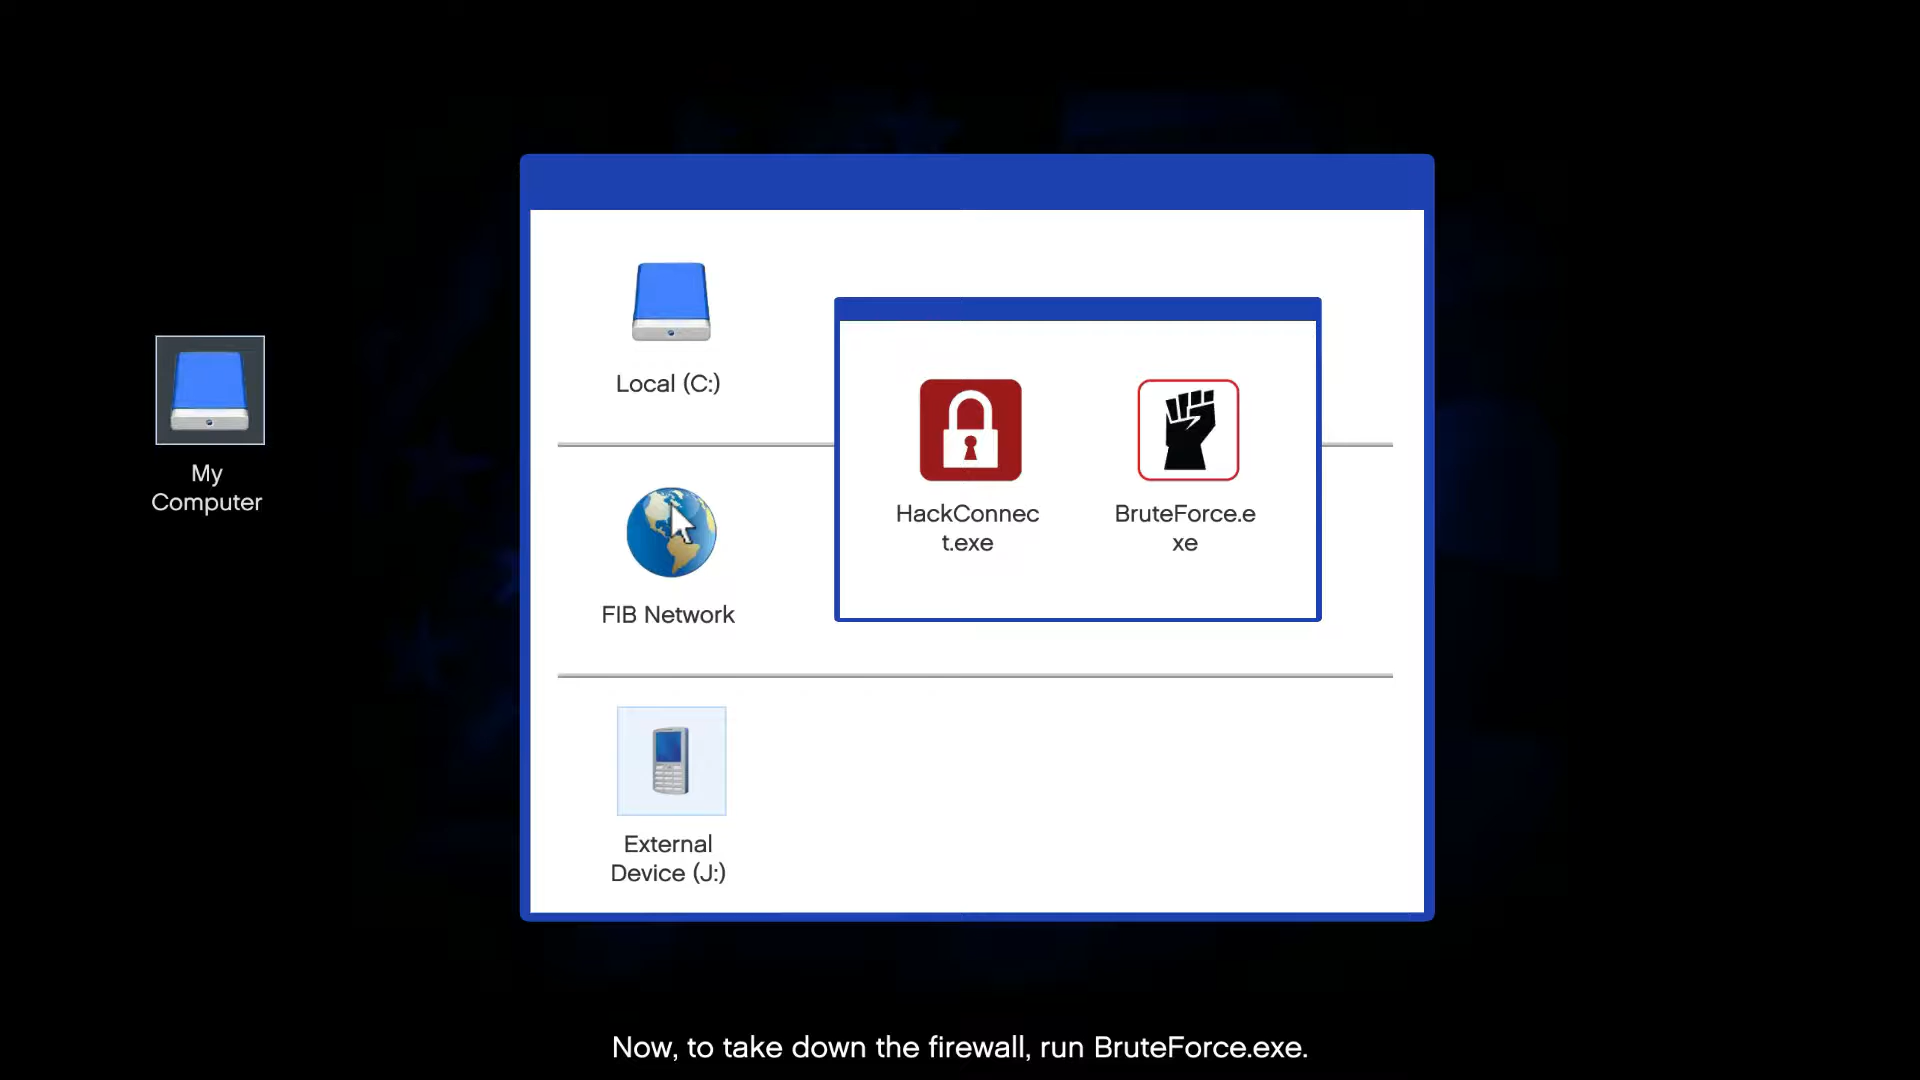 My
Computer
Local (C:)
FIB Network
External
Device (J:)
HackConnec
t.exe
BruteForce.e
xe
Now, to take down the firewall, run BruteForce.exe.